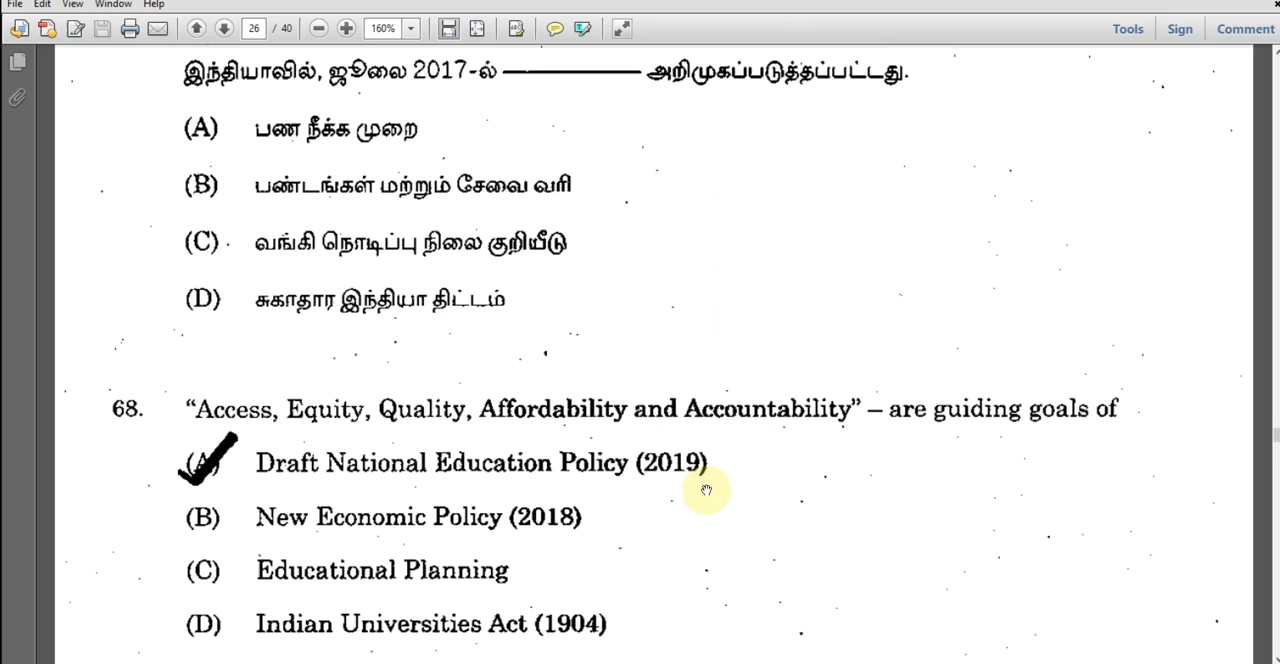 File Edit View Window Help
26 / 40 160% Tools Sign Comment
இந்தியாவில், ஜூலை 2017-ல் ———— அறிமுகப்படுத்தப்பட்டது.
(A) பண நீக்க முறை
(B) பண்டங்கள் மற்றும் சேவை வரி
(C) வங்கி நொடிப்பு நிலை குறியீடு
(D) சுகாதார இந்தியா திட்டம்
68. “Access, Equity, Quality, Affordability and Accountability” – are guiding goals of
(A) Draft National Education Policy (2019)
(B) New Economic Policy (2018)
(C) Educational Planning
(D) Indian Universities Act (1904)